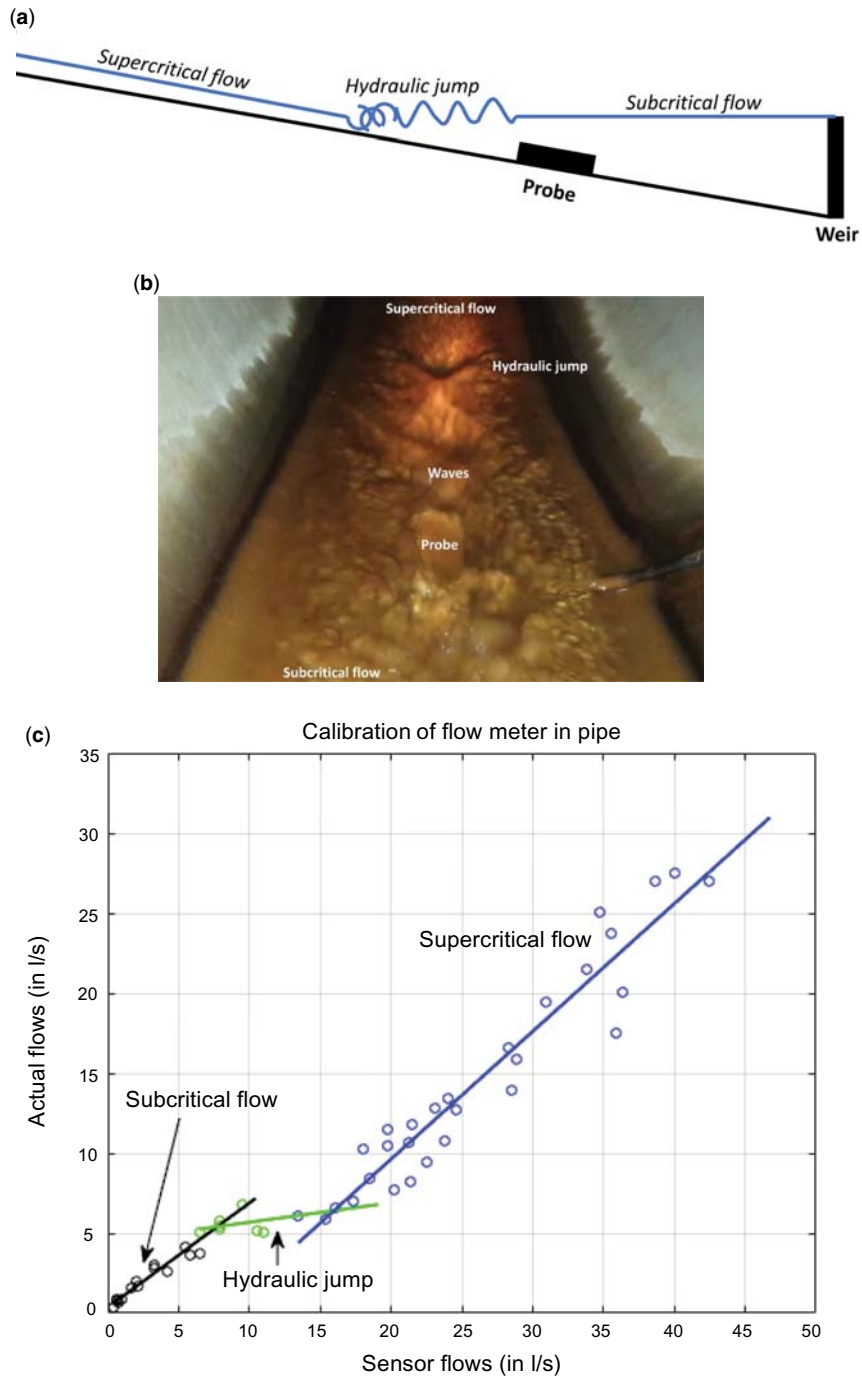 (a)
Supercritical flow
Hydraulic jump
Subcritical flow
Probe
Weir
(b)
Supercritical flow
Hydraulic jump
Waves
Probe
Subcritical flow
(c)
Calibration of flow meter in pipe
35
30
25
20
15
10
5
0
Actual flows (in l/s)
Supercritical flow
Subcritical flow
Hydraulic jump
0 5 10 15 20 25 30 35 40 45 50
Sensor flows (in l/s)